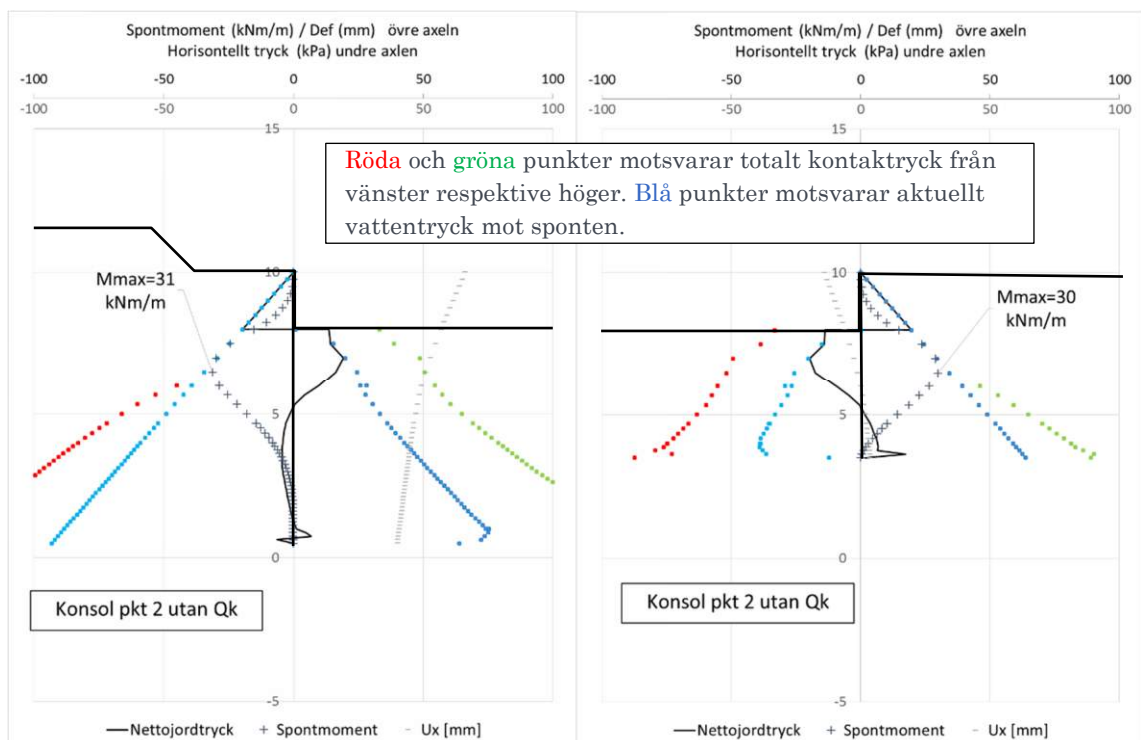 Spontmoment (kNm/m) / Def (mm) övre axeln
Horisontellt tryck (kPa) undre axlen
-100 -50 0 50 100
-100 -50 0 50 100
15
10
5
0
-5
Mmax=31
kNm/m
Konsol pkt 2 utan Qk
Nettojordtryck Spontmoment Ux [mm]
Spontmoment (kNm/m) / Def (mm) övre axeln
Horisontellt tryck (kPa) undre axlen
-100 -50 0 50 100
-100 -50 0 50 100
15
10
5
0
-5
Mmax=30
kNm/m
Konsol pkt 2 utan Qk
Nettojordtryck Spontmoment Ux [mm]
Röda och gröna punkter motsvarar totalt kontaktryck från
vänster respektive höger. Blå punkter motsvarar aktuellt
vattentryck mot sponten.